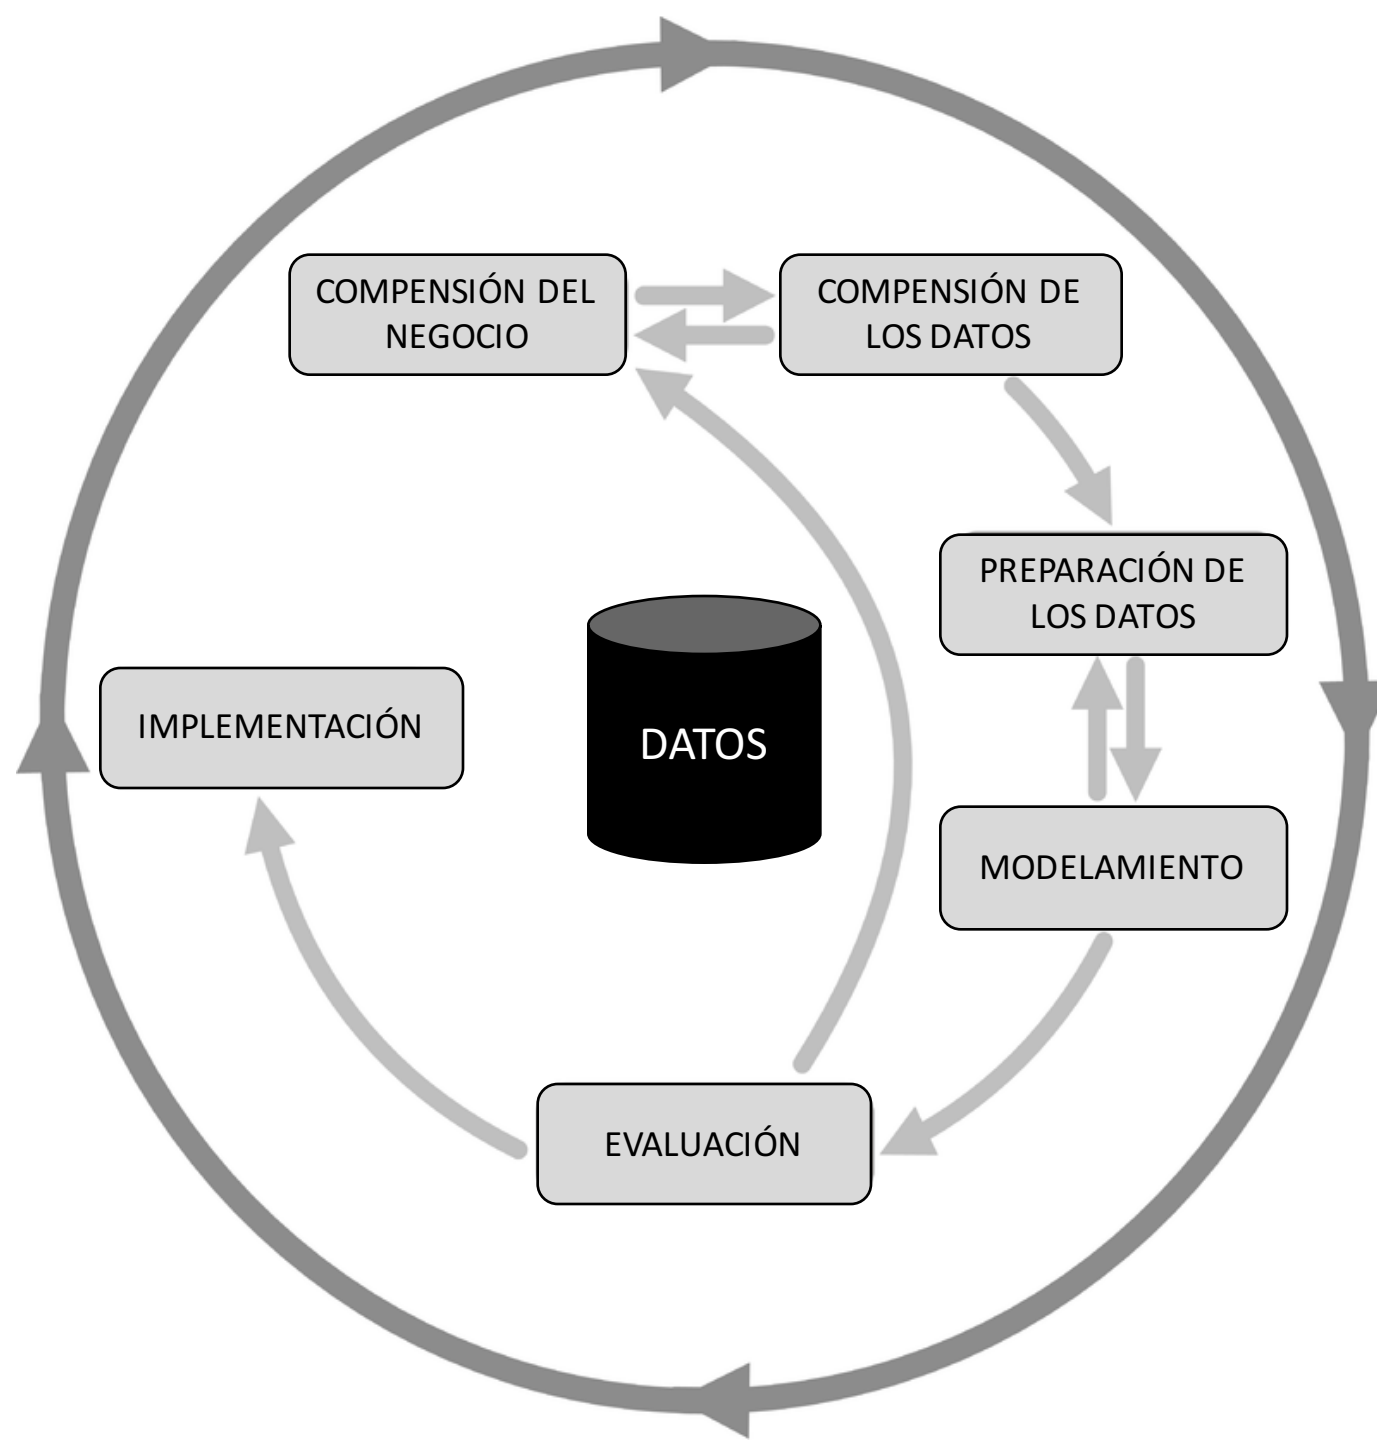 COMPENSIÓN DEL
NEGOCIO
COMPENSIÓN DE
LOS DATOS
PREPARACIÓN DE
LOS DATOS
IMPLEMENTACIÓN
DATOS
MODELAMIENTO
EVALUACIÓN